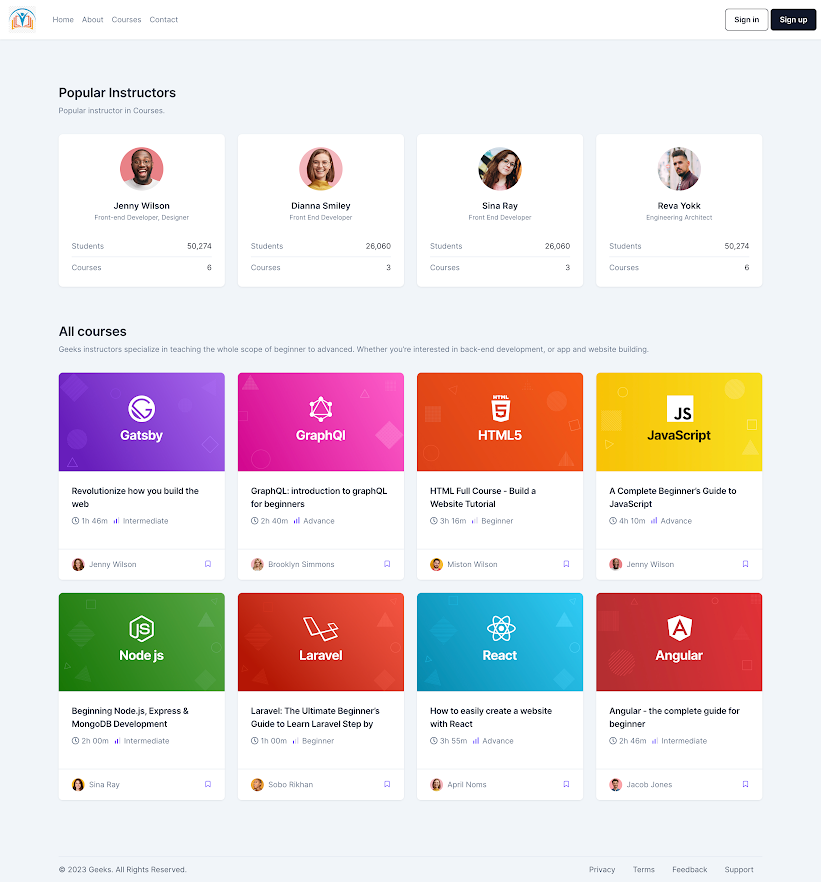 Home About Courses Contact Sign in Sign up
Popular Instructors
Popular instructor in Courses.
Jenny Wilson
Front-end Developer, Designer
Students 50,274
Courses 6
Dianna Smiley
Front End Developer
Students 26,060
Courses 3
Sina Ray
Front End Developer
Students 26,060
Courses 3
Reva Yokk
Engineering Architect
Students 50,274
Courses 6
All courses
Geeks instructors specialize in teaching the whole scope of beginner to advanced. Whether you're interested in back-end development, or app and website building.
Gatsby
Revolutionize how you build the
web
1h 46m Intermediate
Jenny Wilson
GraphQl
GraphQL: introduction to graphQL
for beginners
2h 40m Advance
Brooklyn Simmons
HTML
5
HTML5
HTML Full Course - Build a
Website Tutorial
3h 16m Beginner
Miston Wilson
JS
JavaScript
A Complete Beginner's Guide to
JavaScript
4h 10m Advance
Jenny Wilson
JS
Node js
Beginning Node.js, Express &
MongoDB Development
2h 00m Intermediate
Sina Ray
Laravel
Laravel: The Ultimate Beginner's
Guide to Learn Laravel Step by
1h 00m Beginner
Sobo Rikhan
React
How to easily create a website
with React
3h 55m Advance
April Noms
A
Angular
Angular - the complete guide for
beginner
2h 46m Intermediate
Jacob Jones
© 2023 Geeks. All Rights Reserved. Privacy Terms Feedback Support